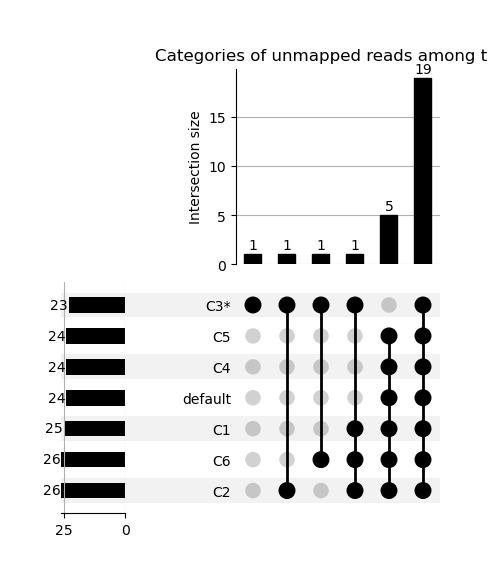 Categories of unmapped reads among t
19
15
10
5
0
Intersection size
1
1
1
1
5
23
C3*
24
C5
24
C4
24
default
25
C1
26
C6
26
C2
25
0